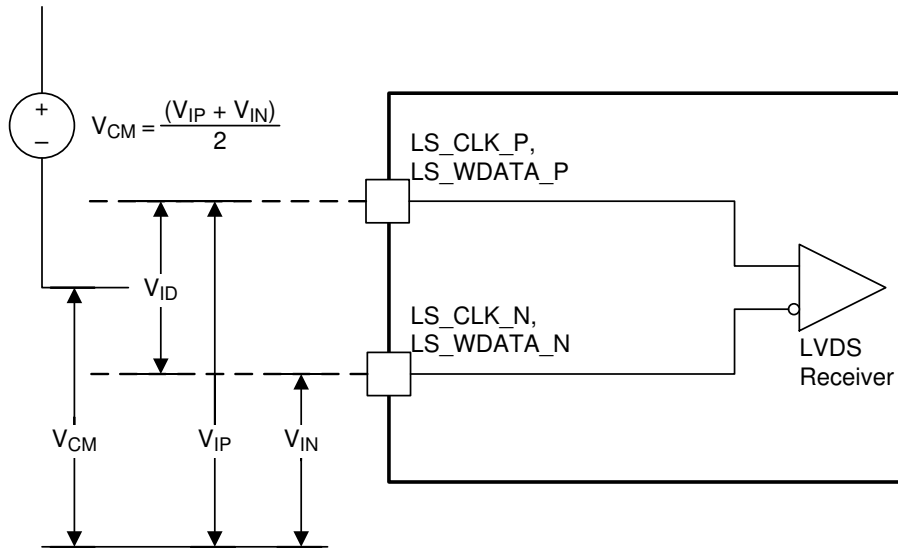 +
−
V_CM = (V_IP + V_IN) / 2
LS_CLK_P,
LS_WDATA_P
V_ID
LS_CLK_N,
LS_WDATA_N
LVDS
Receiver
V_CM
V_IP
V_IN